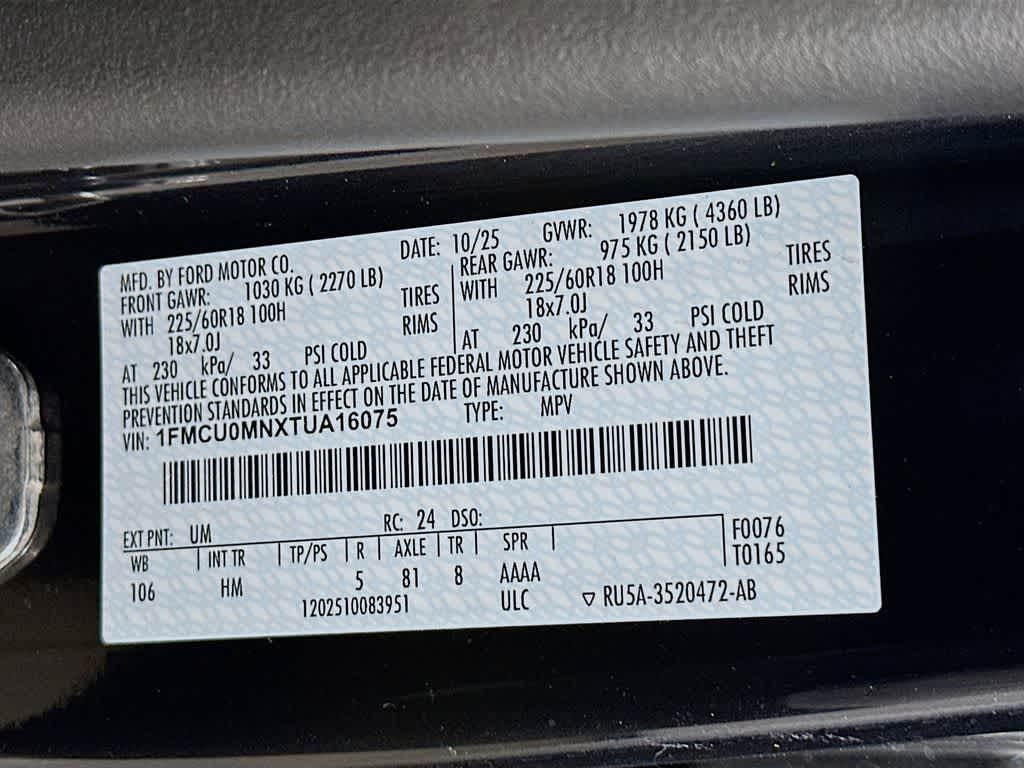 MFD. BY FORD MOTOR CO. DATE: 10/25 GVWR: 1978 KG ( 4360 LB)
FRONT GAWR: 1030 KG ( 2270 LB) REAR GAWR: 975 KG ( 2150 LB)
WITH 225/60R18 100H TIRES WITH 225/60R18 100H TIRES
18x7.0J RIMS 18x7.0J RIMS
AT 230 kPa/ 33 PSI COLD AT 230 kPa/ 33 PSI COLD
THIS VEHICLE CONFORMS TO ALL APPLICABLE FEDERAL MOTOR VEHICLE SAFETY AND THEFT
PREVENTION STANDARDS IN EFFECT ON THE DATE OF MANUFACTURE SHOWN ABOVE.
VIN: 1FMCU0MNXTUA16075 TYPE: MPV
EXT PNT: UM RC: 24 DSO:
WB INT TR TP/PS R AXLE TR SPR F0076
106 HM 5 81 8 AAAA T0165
1202510083951 ULC ▽ RU5A-3520472-AB